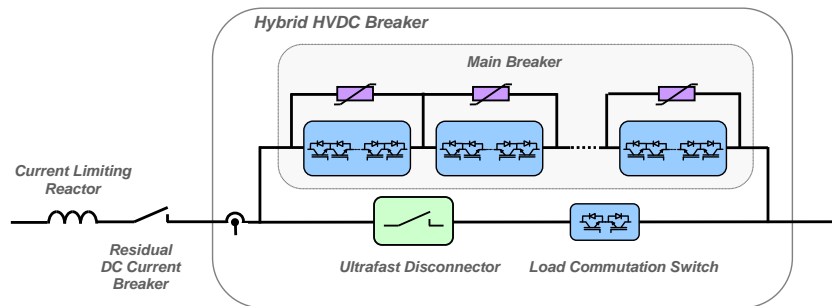 Hybrid HVDC Breaker
Main Breaker
Current Limiting
Reactor
Residual
DC Current
Breaker
Ultrafast Disconnector
Load Commutation Switch